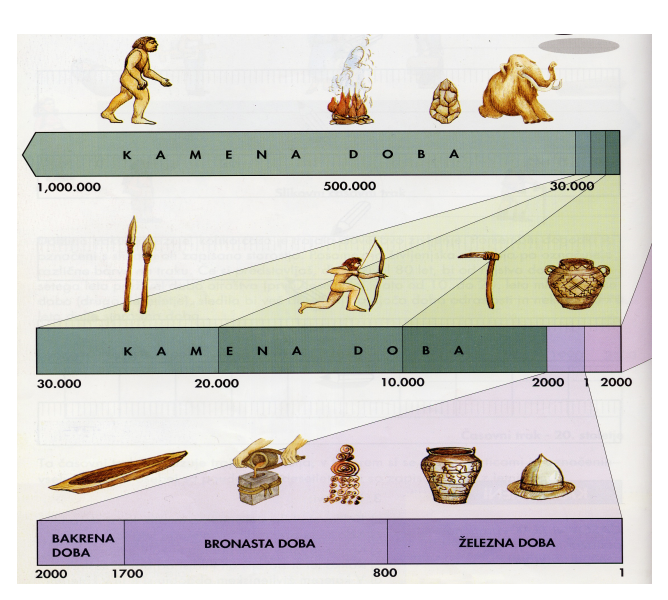 KAMENA DOBA
1,000.000 500.000 30.000
KAMENA DOBA
30.000 20.000 10.000 2000 1 2000
BAKRENA
DOBA
BRONASTA DOBA
ŽELEZNA DOBA
2000 1700 800 1